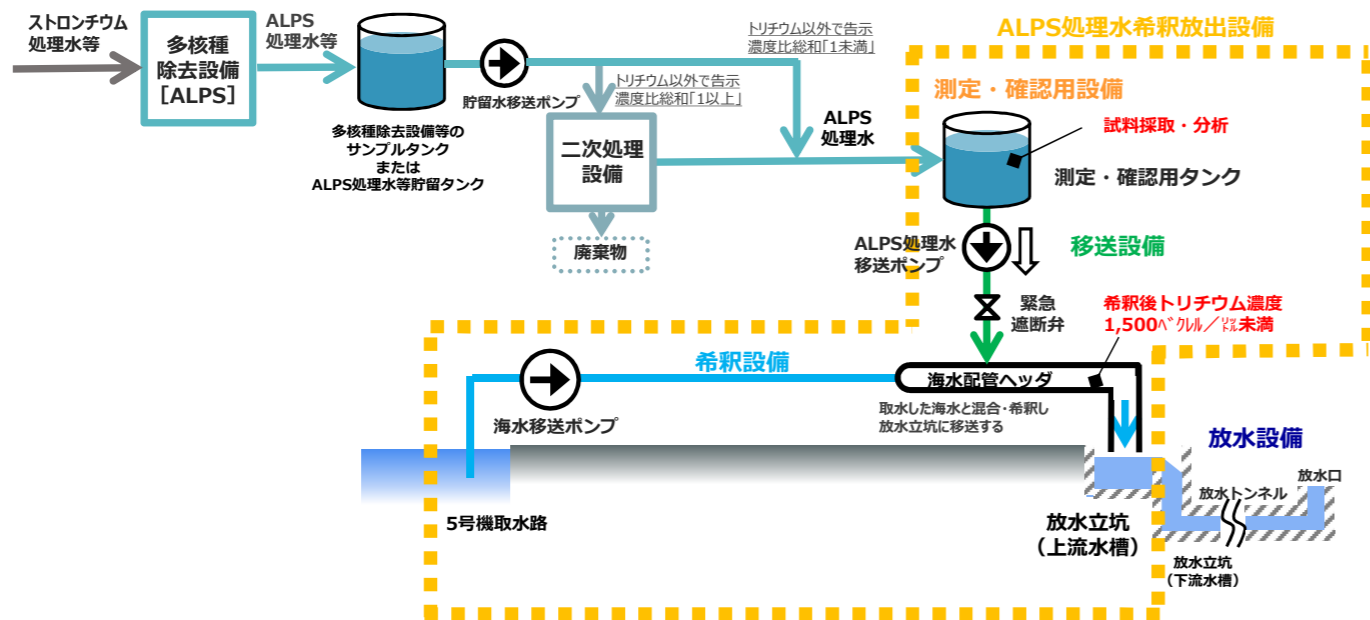 ストロンチウム
処理水等
多核種
除去設備
［ALPS］
ALPS
処理水等
多核種除去設備等の
サンプルタンク
または
ALPS処理水等貯留タンク
貯留水移送ポンプ
トリチウム以外で告示
濃度比総和「1未満」
トリチウム以外で告示
濃度比総和「1以上」
二次処理
設備
廃棄物
ALPS
処理水
ALPS処理水希釈放出設備
測定・確認用設備
試料採取・分析
測定・確認用タンク
ALPS処理水
移送ポンプ
移送設備
緊急
遮断弁
希釈後トリチウム濃度
1,500ﾍﾞｸﾚﾙ／㍑未満
希釈設備
海水移送ポンプ
海水配管ヘッダ
取水した海水と混合・希釈し
放水立坑に移送する
5号機取水路
放水立坑
（上流水槽）
放水設備
放水口
放水トンネル
放水立坑
（下流水槽）